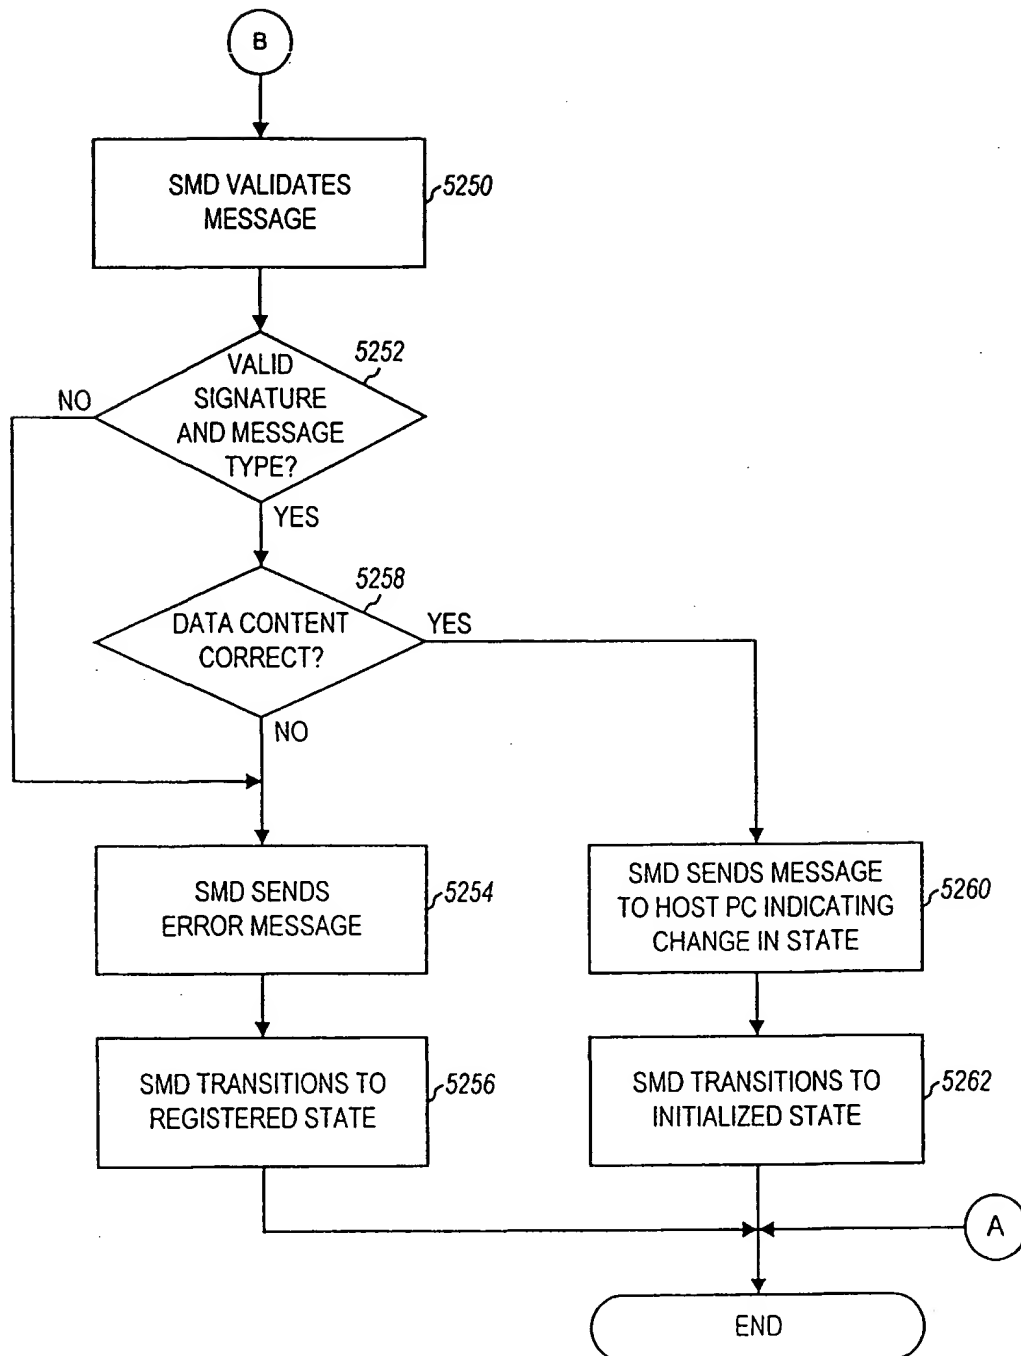 B
SMD VALIDATES
MESSAGE
5250
VALID
SIGNATURE
AND MESSAGE
TYPE?
5252
NO
YES
DATA CONTENT
CORRECT?
5258
YES
NO
SMD SENDS
ERROR MESSAGE
5254
SMD SENDS MESSAGE
TO HOST PC INDICATING
CHANGE IN STATE
5260
SMD TRANSITIONS TO
REGISTERED STATE
5256
SMD TRANSITIONS TO
INITIALIZED STATE
5262
A
END